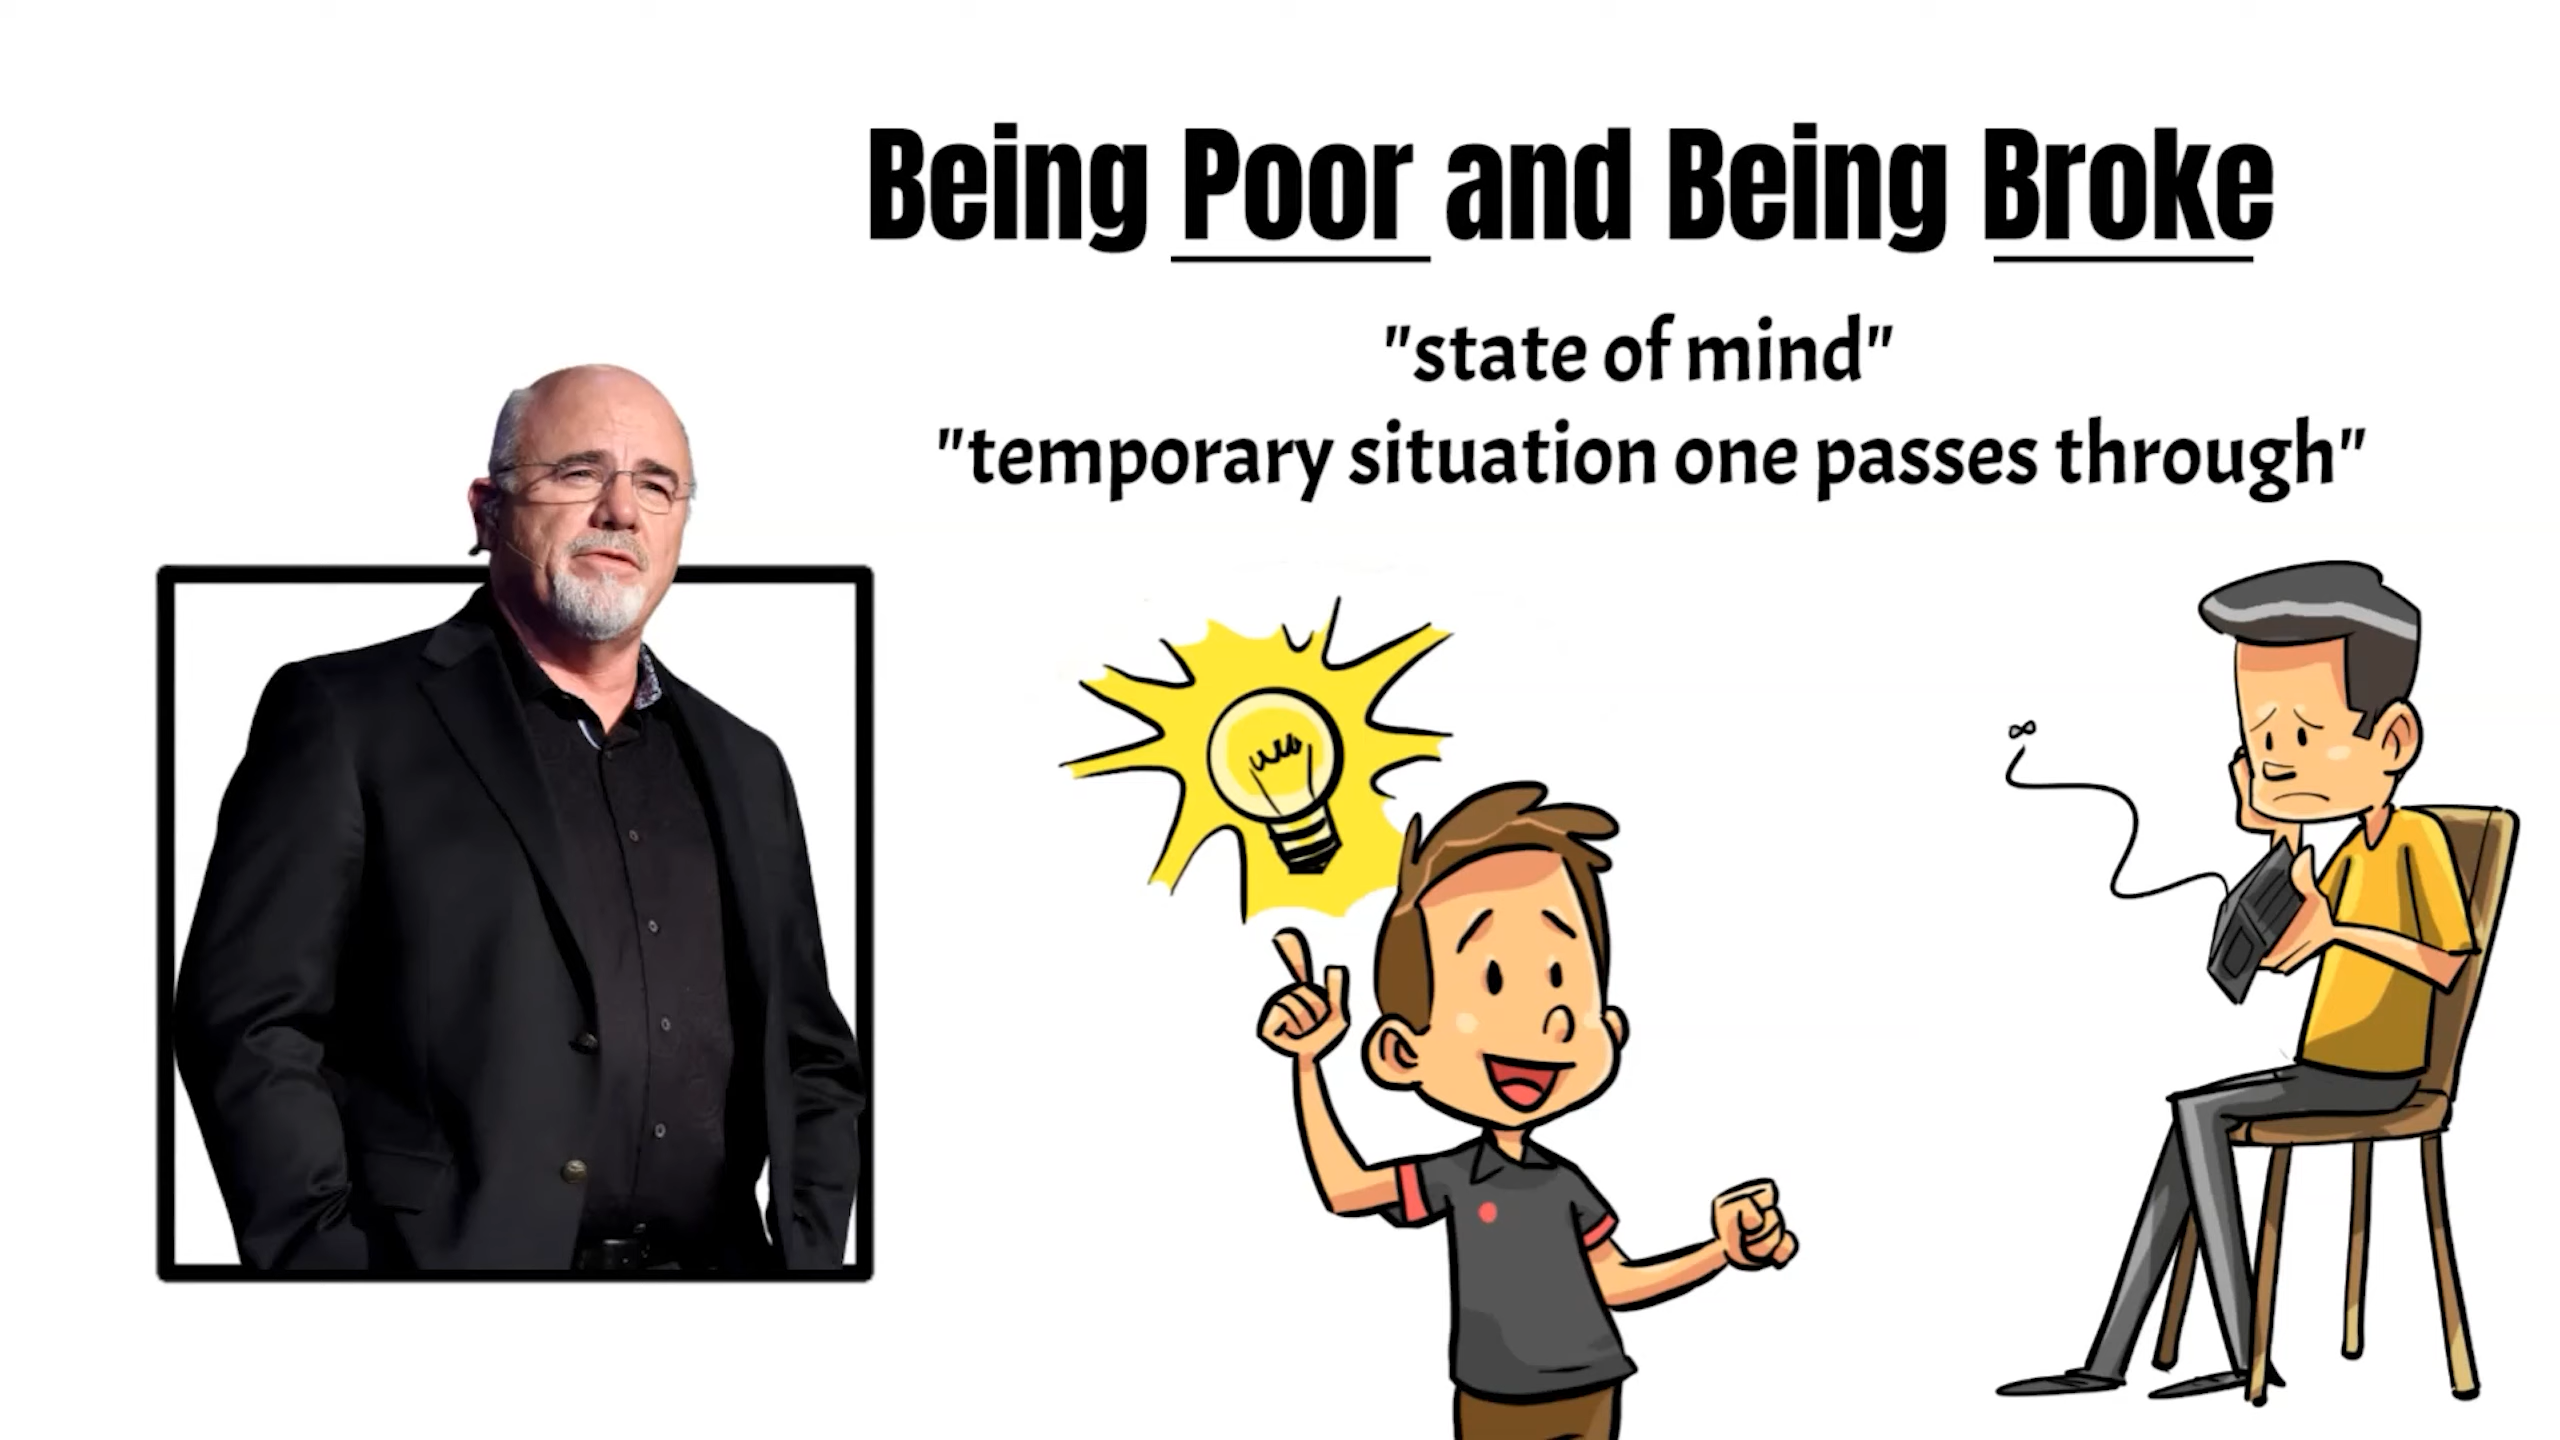 Being Poor and Being Broke
"state of mind"
"temporary situation one passes through"